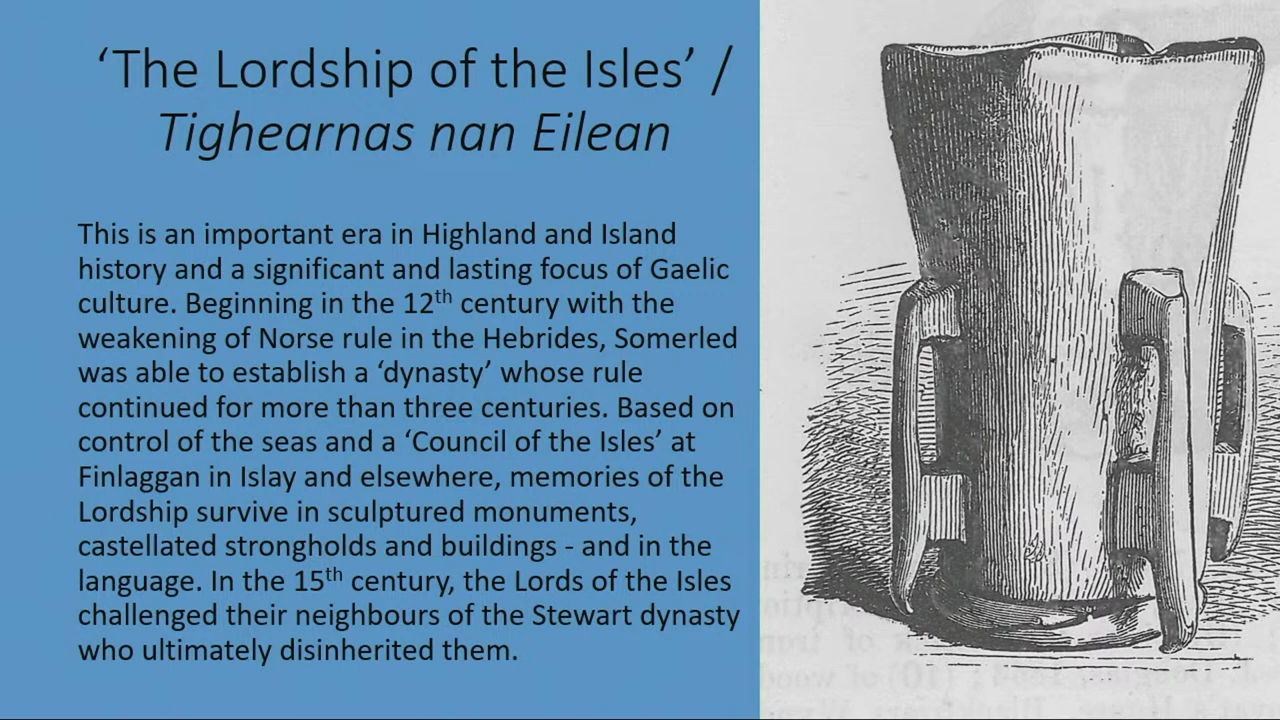 ‘The Lordship of the Isles’ /
Tighearnas nan Eilean
This is an important era in Highland and Island
history and a significant and lasting focus of Gaelic
culture. Beginning in the 12th century with the
weakening of Norse rule in the Hebrides, Somerled
was able to establish a ‘dynasty’ whose rule
continued for more than three centuries. Based on
control of the seas and a ‘Council of the Isles’ at
Finlaggan in Islay and elsewhere, memories of the
Lordship survive in sculptured monuments,
castellated strongholds and buildings - and in the
language. In the 15th century, the Lords of the Isles
challenged their neighbours of the Stewart dynasty
who ultimately disinherited them.